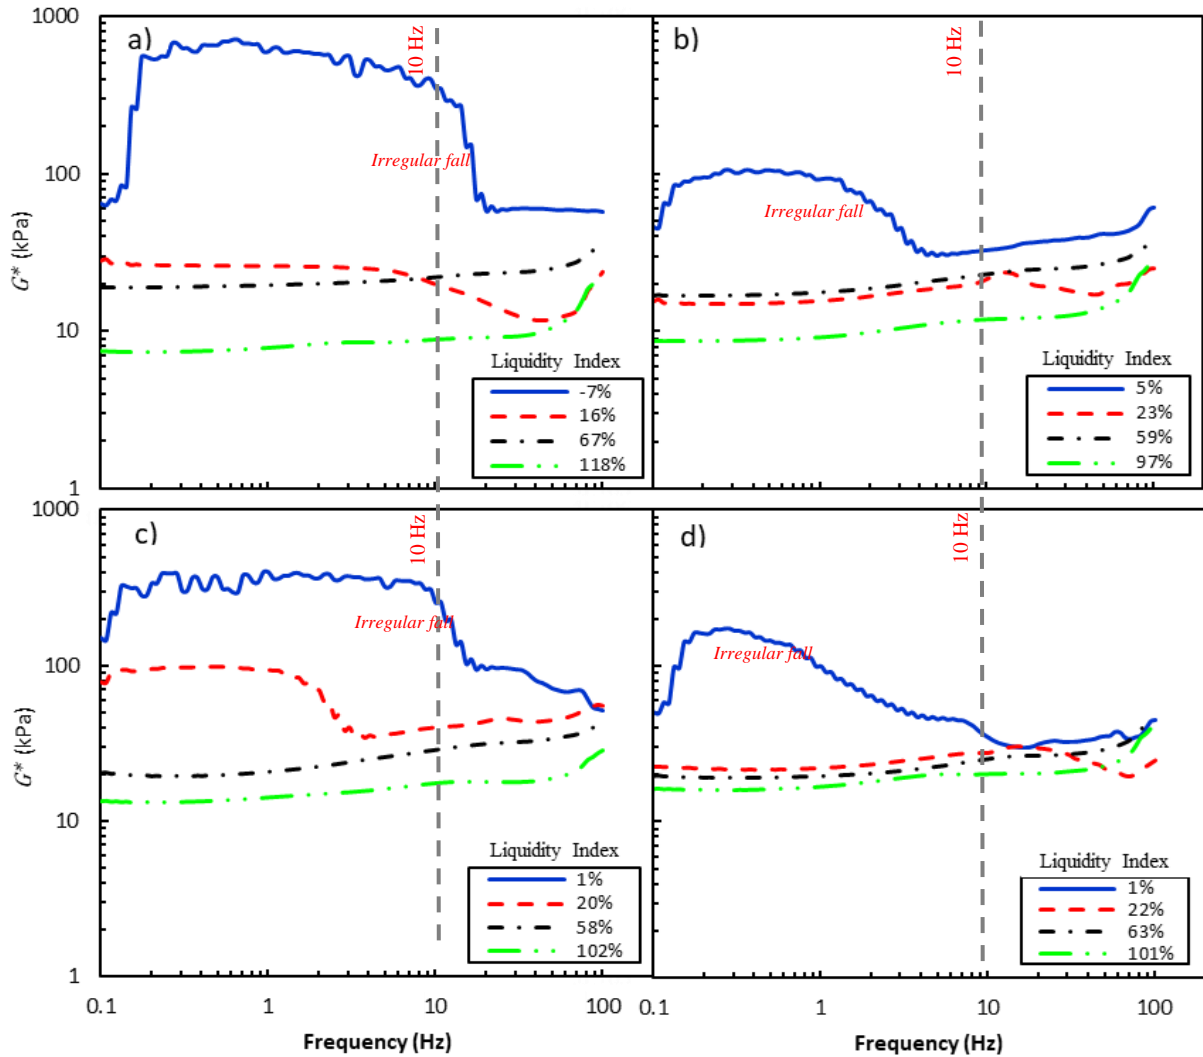 1000
a)
10 Hz
b)
10 Hz
Irregular fall
100
Irregular fall
G* (kPa)
10
Liquidity Index
-7%
16%
67%
118%
Liquidity Index
5%
23%
59%
97%
1
1000
c)
10 Hz
d)
10 Hz
Irregular fall
Irregular fall
100
G* (kPa)
10
Liquidity Index
1%
20%
58%
102%
Liquidity Index
1%
22%
63%
101%
1
0.1 1 10 100
0.1 1 10 100
Frequency (Hz)
Frequency (Hz)